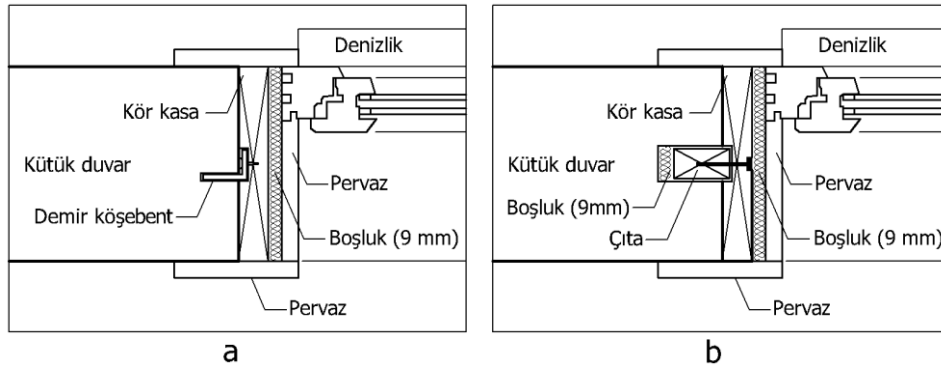 Denizlik
Kör kasa
Kütük duvar
Pervaz
Demir köşebent
Boşluk (9 mm)
Pervaz
a
Denizlik
Kör kasa
Kütük duvar
Pervaz
Boşluk (9mm)
Çıta
Boşluk (9 mm)
Pervaz
b